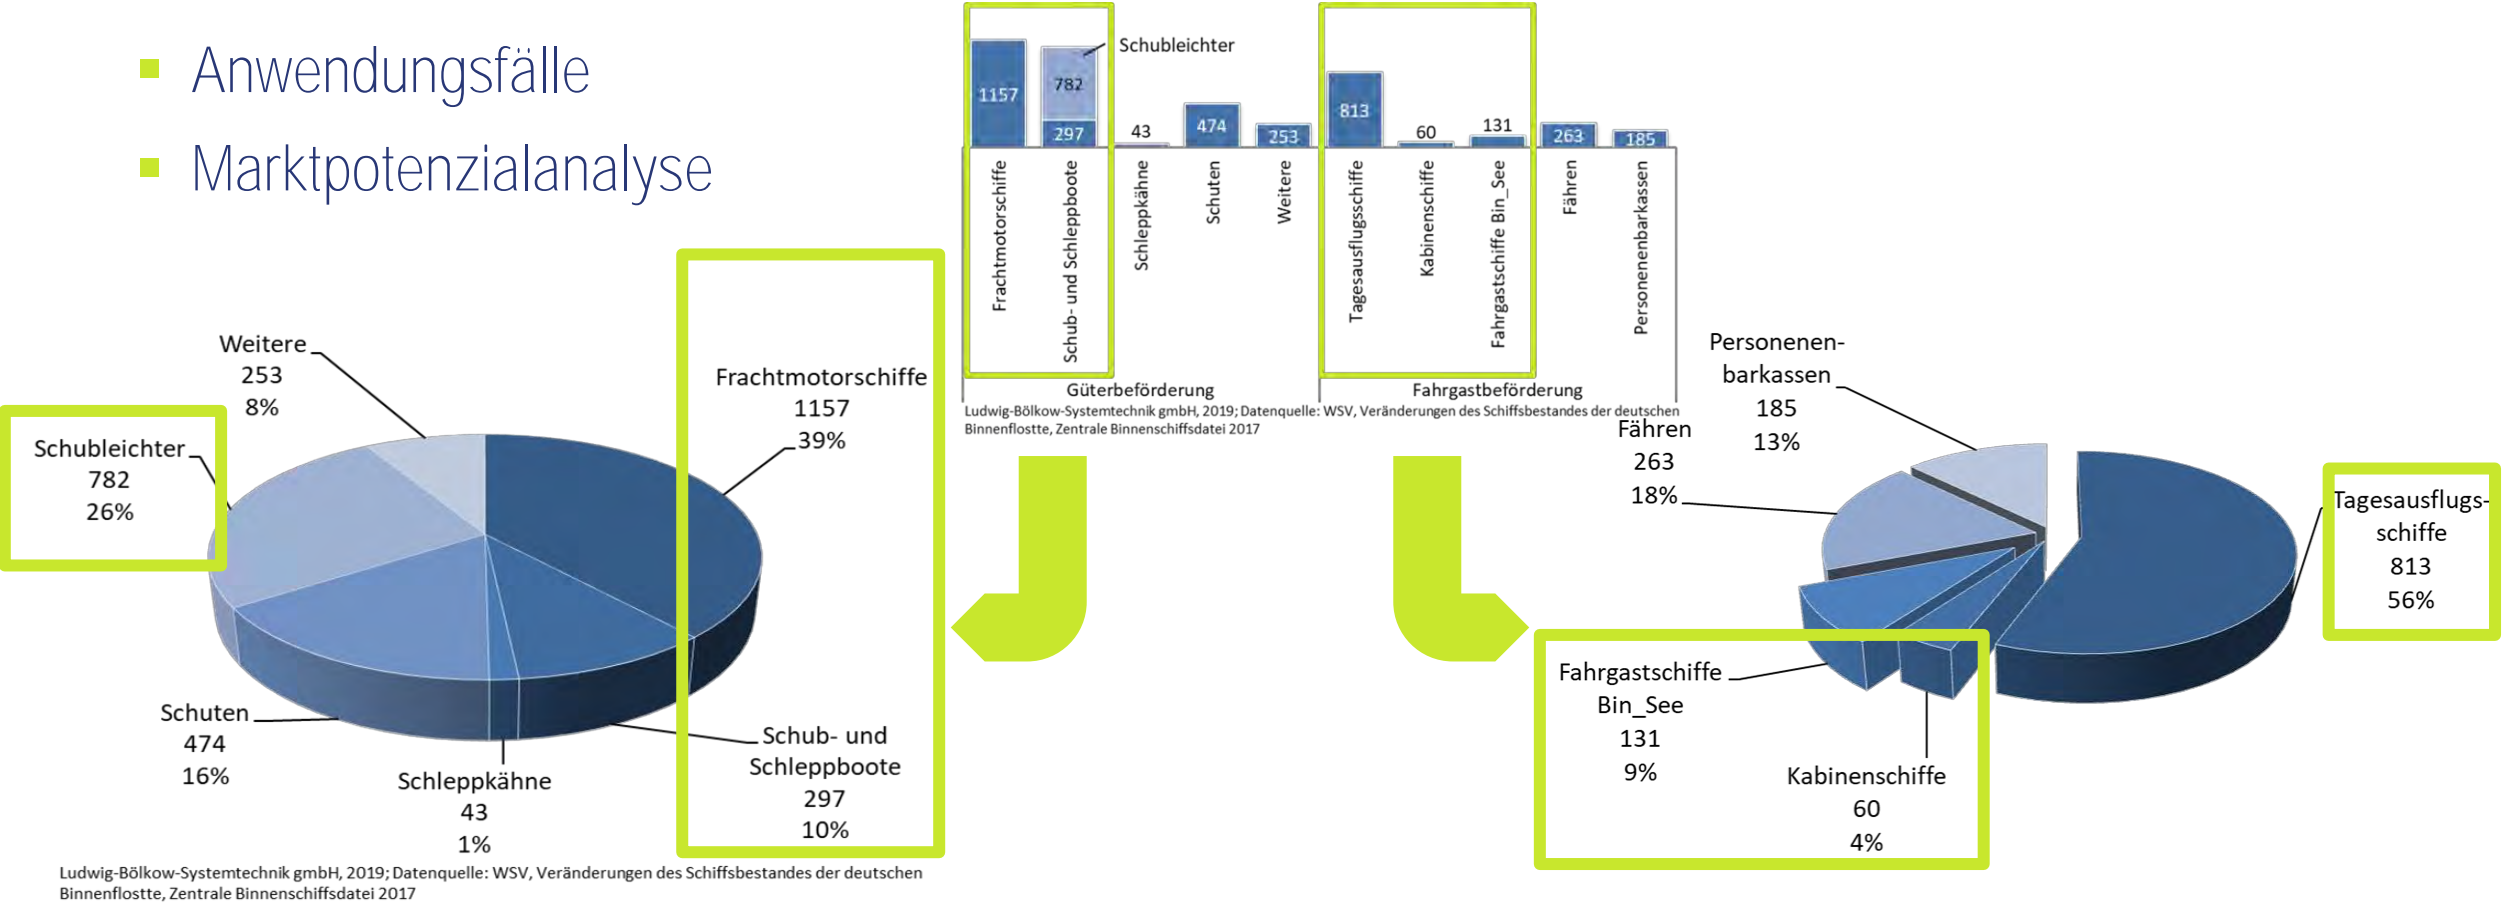 Anwendungsfälle
Marktpotenzialanalyse
Schubleichter
1157
782
297
43
474
253
813
60
131
263
185
Frachtmotorschiffe
Schub- und Schleppboote
Schleppkähne
Schuten
Weitere
Tagesausflugsschiffe
Kabinenschiffe
Fahrgastschiffe Bin_See
Fähren
Personenenbarkassen
Güterbeförderung
Fahrgastbeförderung
Ludwig-Bölkow-Systemtechnik gmbH, 2019; Datenquelle: WSV, Veränderungen des Schiffsbestandes der deutschen
Binnenflostte, Zentrale Binnenschiffsdatei 2017
Weitere
253
8%
Schubleichter
782
26%
Frachtmotorschiffe
1157
39%
Schuten
474
16%
Schleppkähne
43
1%
Schub- und
Schleppboote
297
10%
Ludwig-Bölkow-Systemtechnik gmbH, 2019; Datenquelle: WSV, Veränderungen des Schiffsbestandes der deutschen
Binnenflostte, Zentrale Binnenschiffsdatei 2017
Personenen-
barkassen
185
13%
Fähren
263
18%
Tagesausflugs-
schiffe
813
56%
Fahrgastschiffe
Bin_See
131
9%
Kabinenschiffe
60
4%